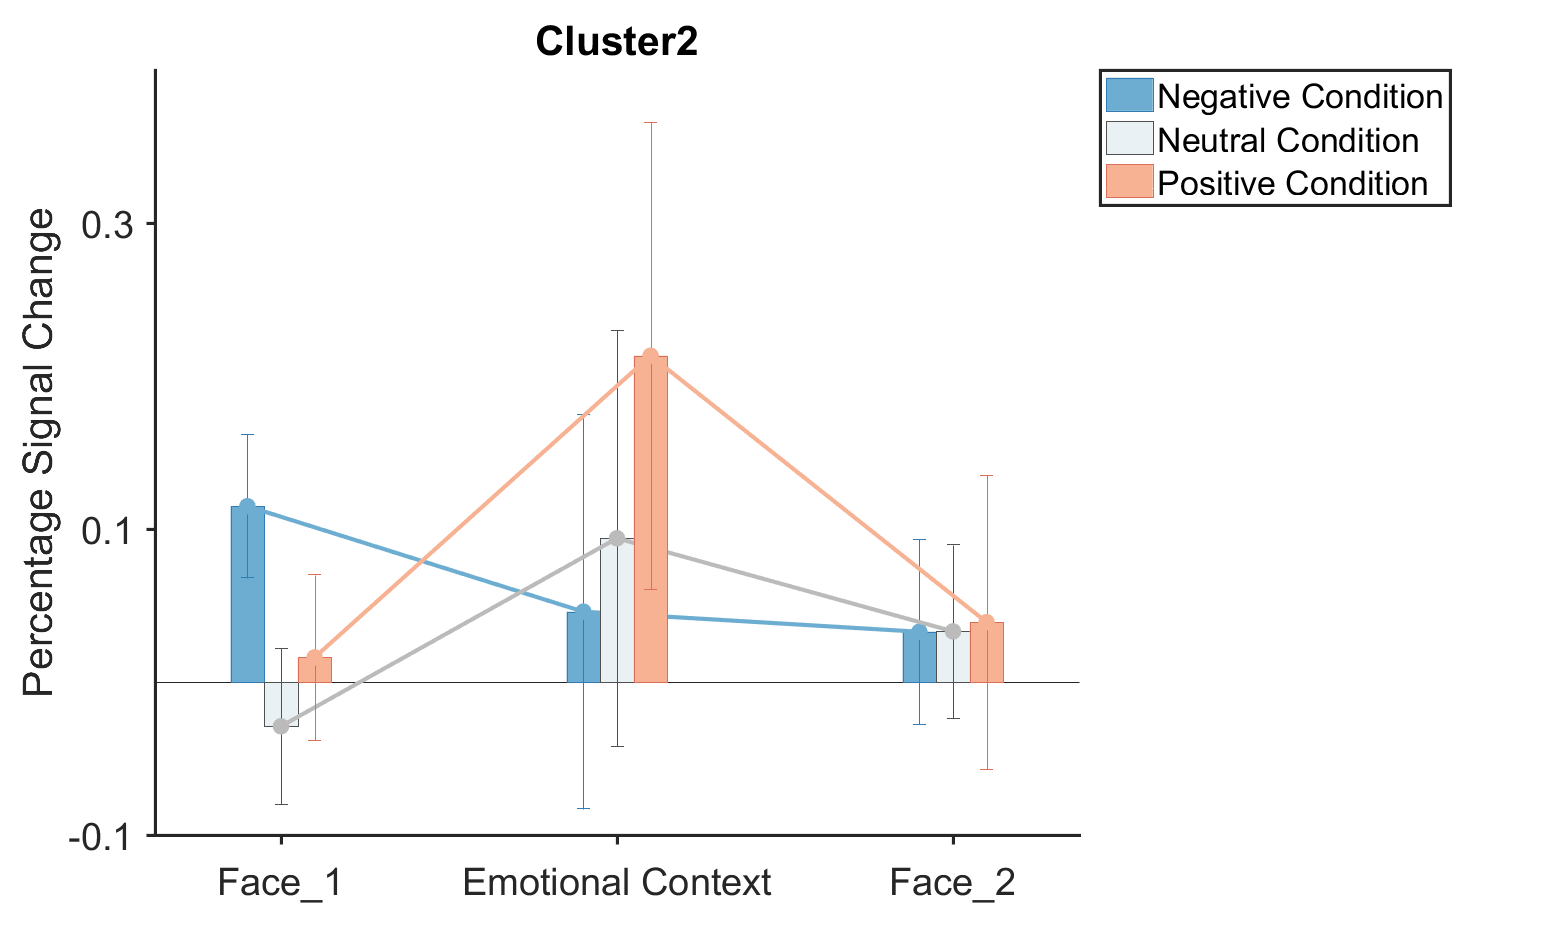 Cluster2
Negative Condition
Neutral Condition
Positive Condition
Percentage Signal Change
0.3
0.1
-0.1
Face_1
Emotional Context
Face_2